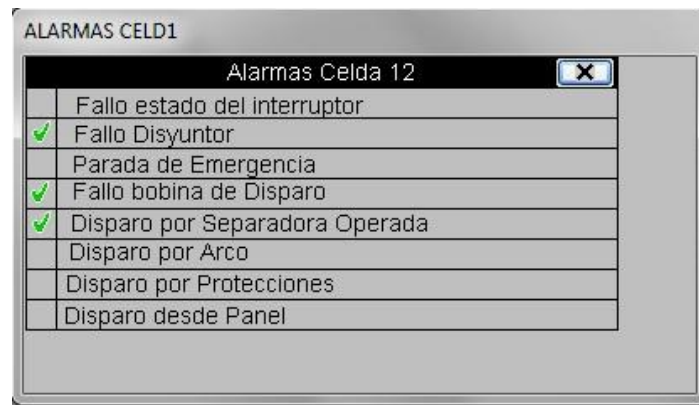 ALARMAS CELD1
Alarmas Celda 12
Fallo estado del interruptor
Fallo Disyuntor
Parada de Emergencia
Fallo bobina de Disparo
Disparo por Separadora Operada
Disparo por Arco
Disparo por Protecciones
Disparo desde Panel